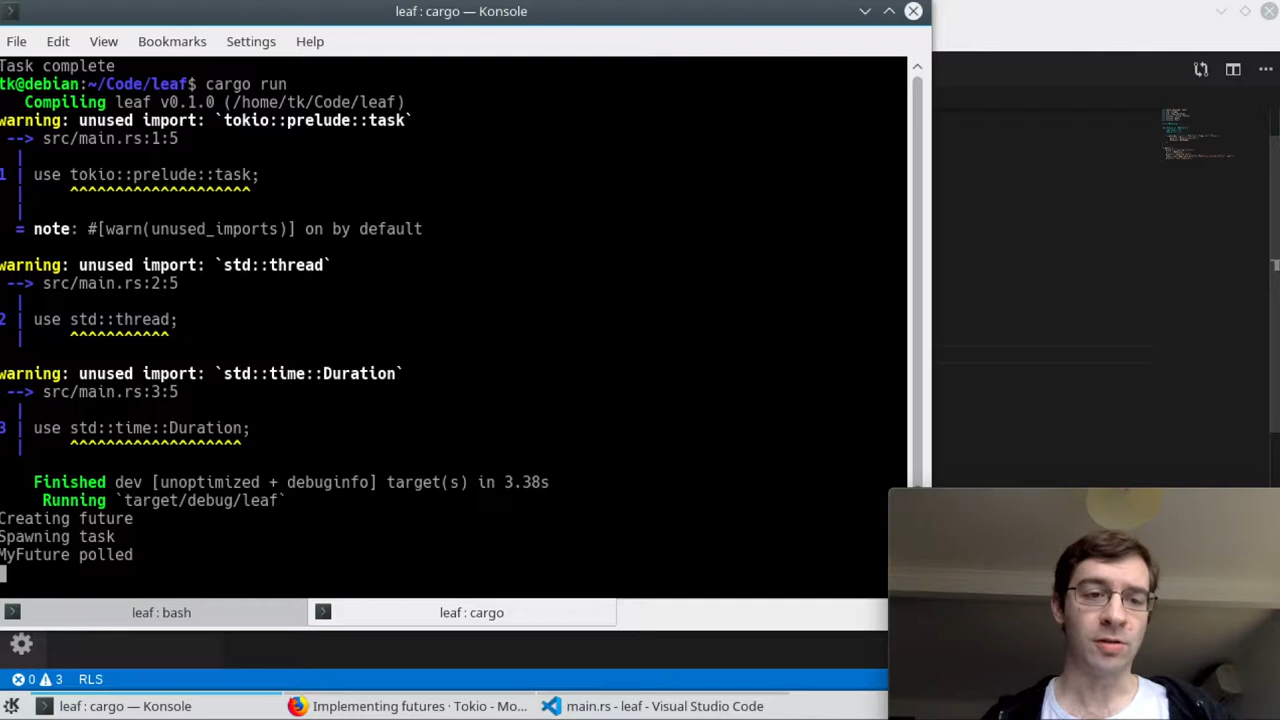 leaf : cargo — Konsole
File Edit View Bookmarks Settings Help
Task complete
tk@debian:~/Code/leaf$ cargo run
Compiling leaf v0.1.0 (/home/tk/Code/leaf)
warning: unused import: `tokio::prelude::task`
--> src/main.rs:1:5
|
1 | use tokio::prelude::task;
| ^^^^^^^^^^^^^^^^^^^^
|
= note: #[warn(unused_imports)] on by default
warning: unused import: `std::thread`
--> src/main.rs:2:5
|
2 | use std::thread;
| ^^^^^^^^^^^
warning: unused import: `std::time::Duration`
--> src/main.rs:3:5
|
3 | use std::time::Duration;
| ^^^^^^^^^^^^^^^^^^^
Finished dev [unoptimized + debuginfo] target(s) in 3.38s
Running `target/debug/leaf`
Creating future
Spawning task
MyFuture polled
leaf : bash
leaf : cargo
0 3 RLS
leaf : cargo — Konsole
Implementing futures · Tokio - Mo...
main.rs - leaf - Visual Studio Code